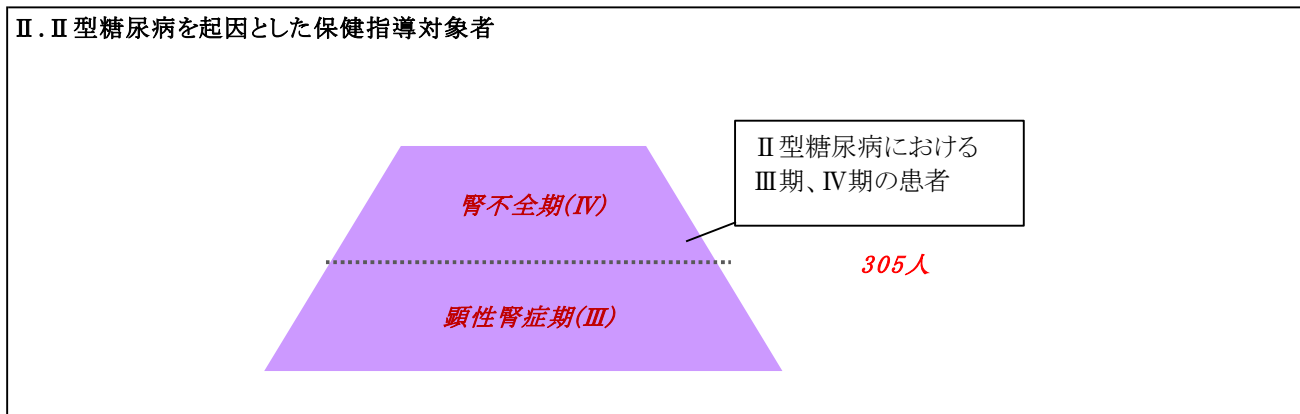 Ⅱ.Ⅱ型糖尿病を起因とした保健指導対象者
Ⅱ型糖尿病における
Ⅲ期、Ⅳ期の患者
腎不全期(Ⅳ)
305人
顕性腎症期(Ⅲ)